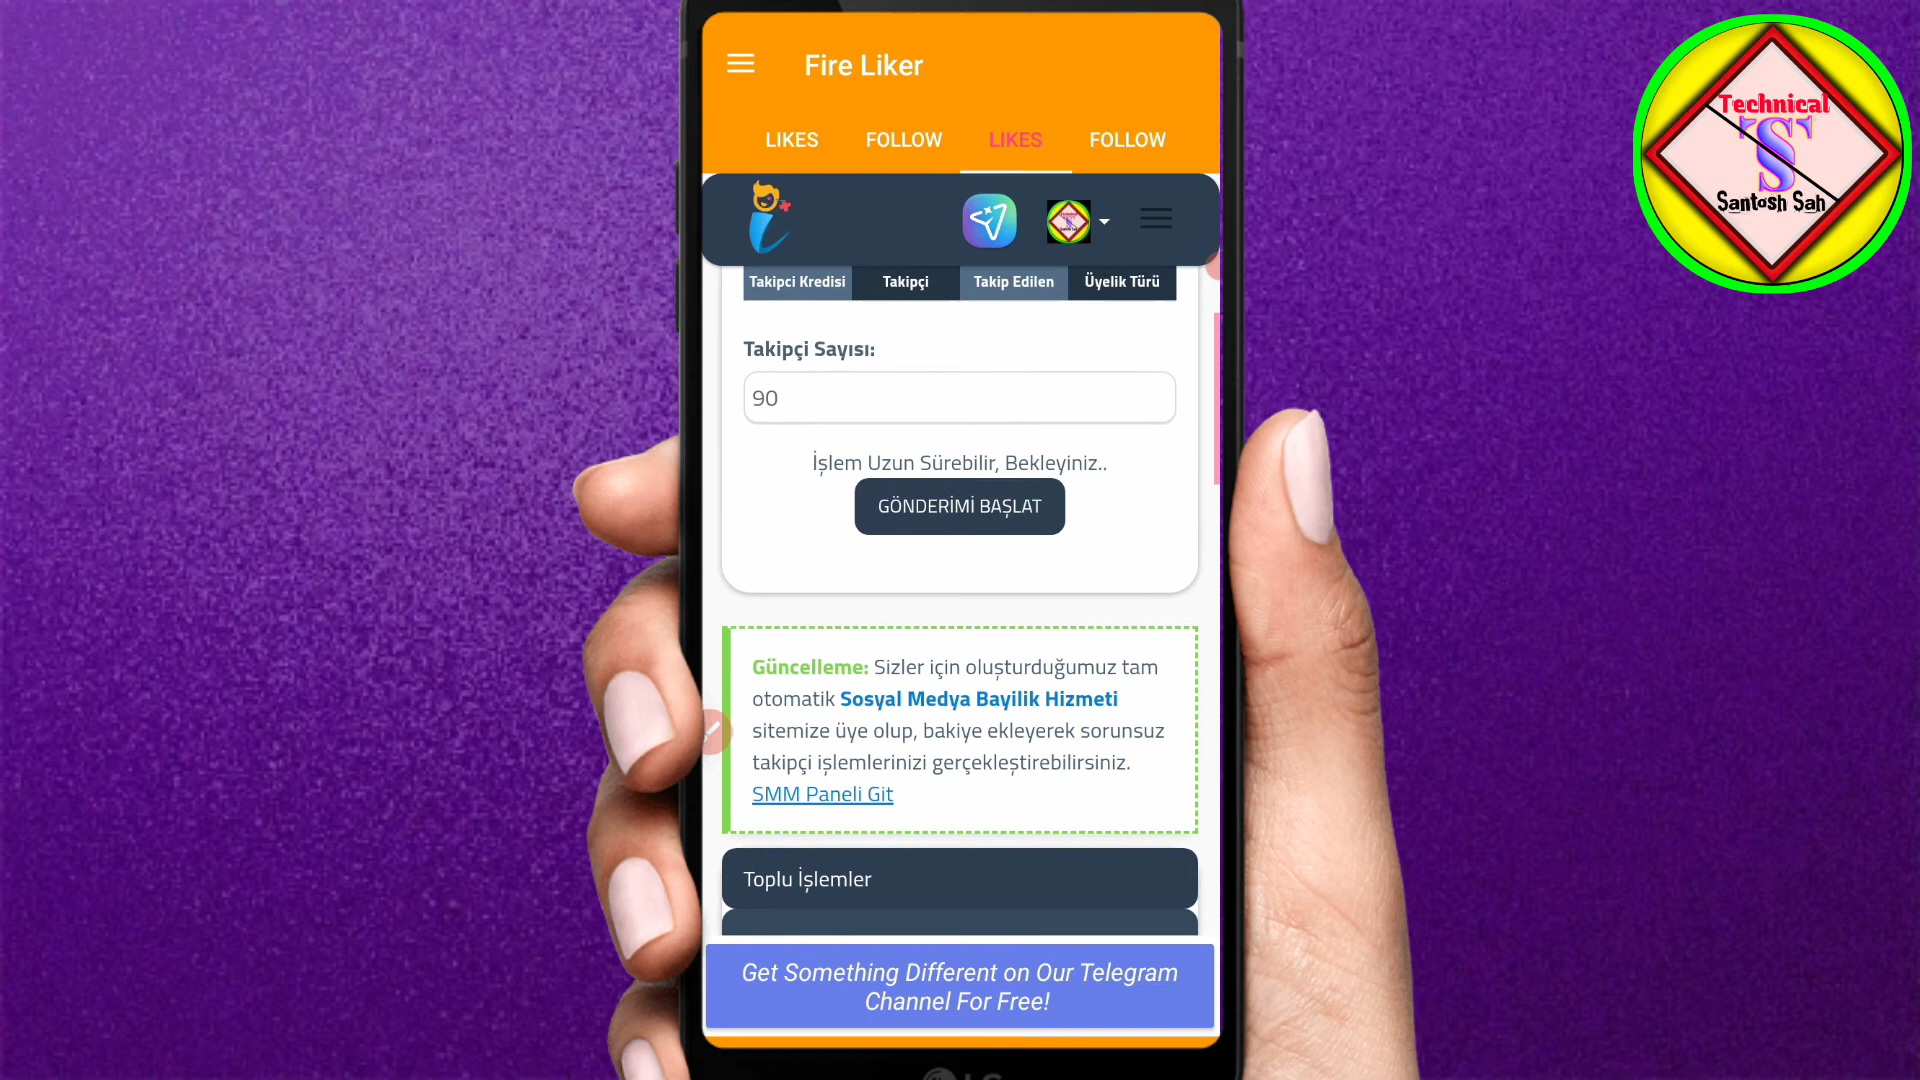 Fire Liker
LIKES FOLLOW LIKES FOLLOW
Takipci Kredisi Takipçi Takip Edilen Üyelik Türü
Takipçi Sayısı:
90
İşlem Uzun Sürebilir, Bekleyiniz..
GÖNDERİMİ BAŞLAT
Güncelleme: Sizler için oluşturduğumuz tam
otomatik Sosyal Medya Bayilik Hizmeti
sitemize üye olup, bakiye ekleyerek sorunsuz
takipçi işlemlerinizi gerçekleştirebilirsiniz.
SMM Paneli Git
Toplu İşlemler
Get Something Different on Our Telegram
Channel For Free!
Technical
S
Santosh Sah